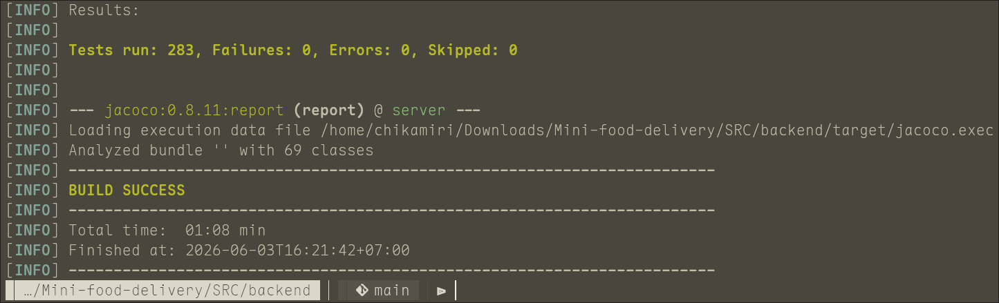 [INFO] Results:
[INFO]
[INFO] Tests run: 283, Failures: 0, Errors: 0, Skipped: 0
[INFO]
[INFO]
[INFO] --- jacoco:0.8.11:report (report) @ server ---
[INFO] Loading execution data file /home/chikamiri/Downloads/Mini-food-delivery/SRC/backend/target/jacoco.exec
[INFO] Analyzed bundle '' with 69 classes
[INFO] ------------------------------------------------------------------------
[INFO] BUILD SUCCESS
[INFO] ------------------------------------------------------------------------
[INFO] Total time:  01:08 min
[INFO] Finished at: 2026-06-03T16:21:42+07:00
[INFO] ------------------------------------------------------------------------
…/Mini-food-delivery/SRC/backend main